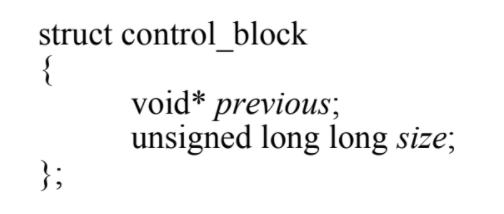 struct control_block
{
void* previous;
unsigned long long size;
};